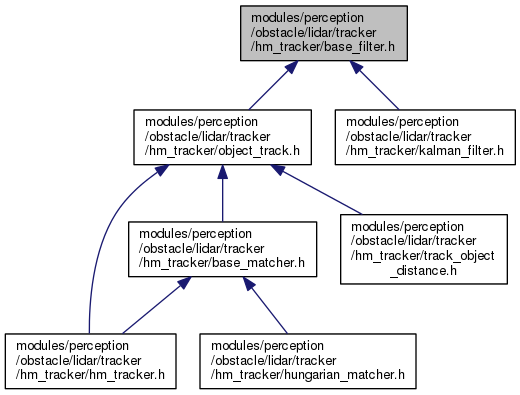 modules/perception
/obstacle/lidar/tracker
/hm_tracker/base_filter.h
modules/perception
/obstacle/lidar/tracker
/hm_tracker/object_track.h
modules/perception
/obstacle/lidar/tracker
/hm_tracker/kalman_filter.h
modules/perception
/obstacle/lidar/tracker
/hm_tracker/base_matcher.h
modules/perception
/obstacle/lidar/tracker
/hm_tracker/track_object
_distance.h
modules/perception
/obstacle/lidar/tracker
/hm_tracker/hm_tracker.h
modules/perception
/obstacle/lidar/tracker
/hm_tracker/hungarian_matcher.h